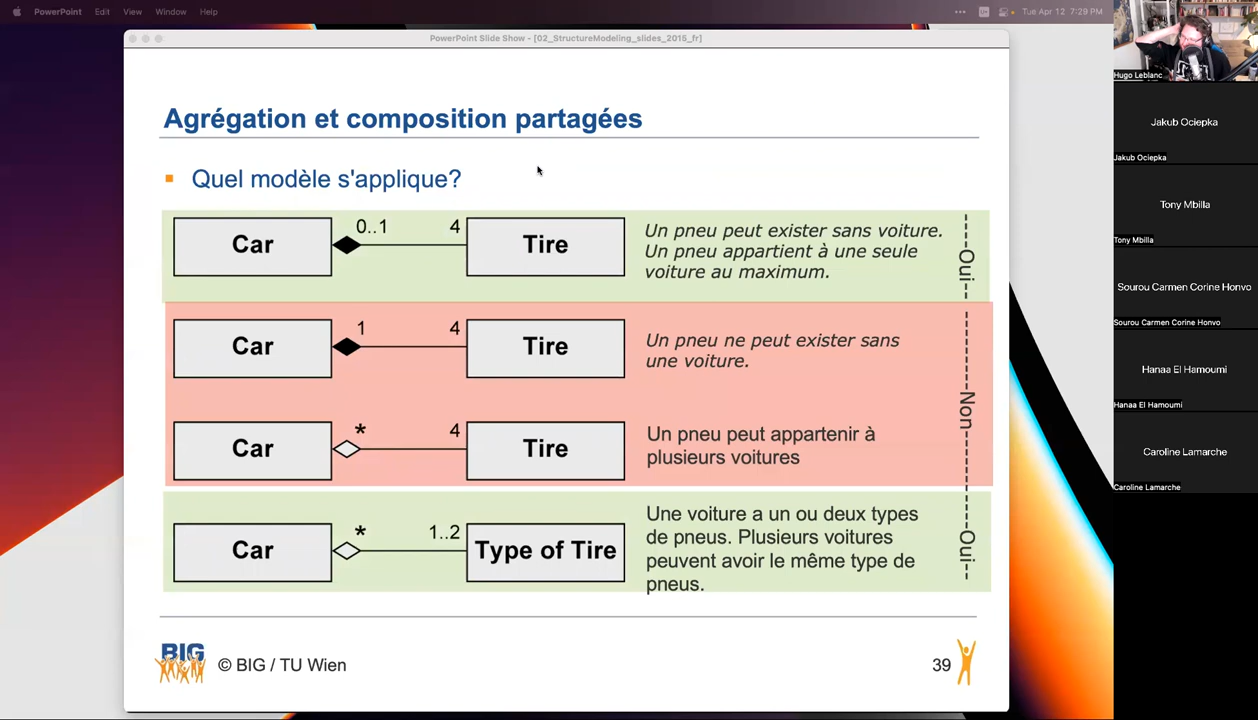 PowerPoint Edit View Window Help
Tue Apr 12 7:29 PM
PowerPoint Slide Show - [02_StructureModeling_slides_2015_fr]
Agrégation et composition partagées
Quel modèle s'applique?
Car 0..1 4 Tire
Un pneu peut exister sans voiture.
Un pneu appartient à une seule
voiture au maximum.
Oui
Car 1 4 Tire
Un pneu ne peut exister sans
une voiture.
Non
Car * 4 Tire
Un pneu peut appartenir à
plusieurs voitures
Car * 1..2 Type of Tire
Une voiture a un ou deux types
de pneus. Plusieurs voitures
peuvent avoir le même type de
pneus.
Oui
BIG
© BIG / TU Wien
39
Hugo Leblanc
Jakub Ociepka
Jakub Ociepka
Tony Mbilla
Tony Mbilla
Sourou Carmen Corine Honvo
Sourou Carmen Corine Honvo
Hanaa El Hamoumi
Hanaa El Hamoumi
Caroline Lamarche
Caroline Lamarche